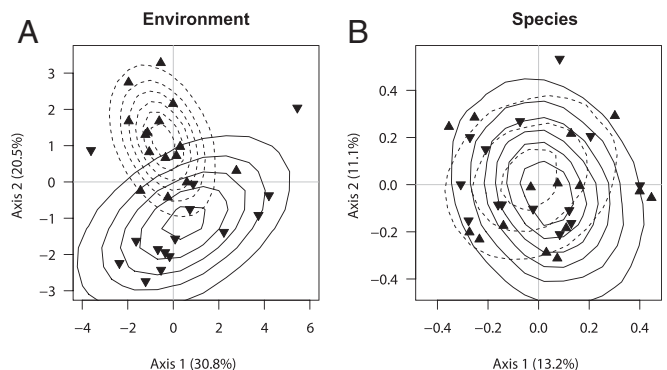 A
Environment
B
Species
Axis 2 (20.5%)
3
2
1
0
−1
−2
−3
−4
−2
0
2
4
6
Axis 1 (30.8%)
Axis 2 (11.1%)
0.4
0.2
0.0
−0.2
−0.4
−0.4
−0.2
0.0
0.2
0.4
Axis 1 (13.2%)